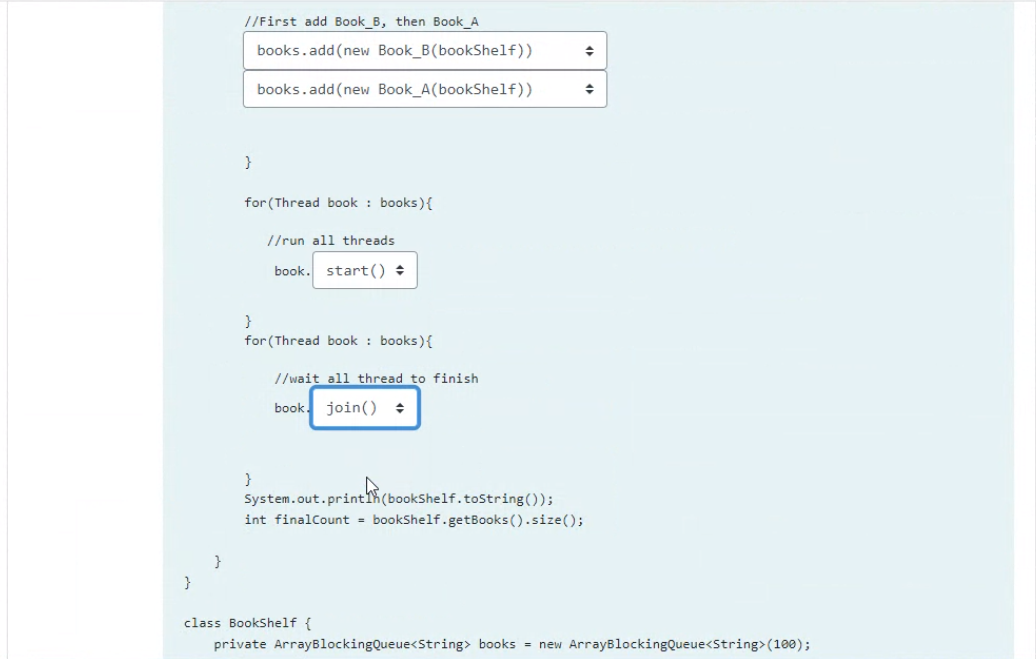 //First add Book_B, then Book_A
books.add(new Book_B(bookShelf))
books.add(new Book_A(bookShelf))
}
for(Thread book : books){
//run all threads
book. start()
}
for(Thread book : books){
//wait all thread to finish
book. join()
}
System.out.println(bookShelf.toString());
int finalCount = bookShelf.getBooks().size();
}
}
class BookShelf {
private ArrayBlockingQueue<String> books = new ArrayBlockingQueue<String>(100);